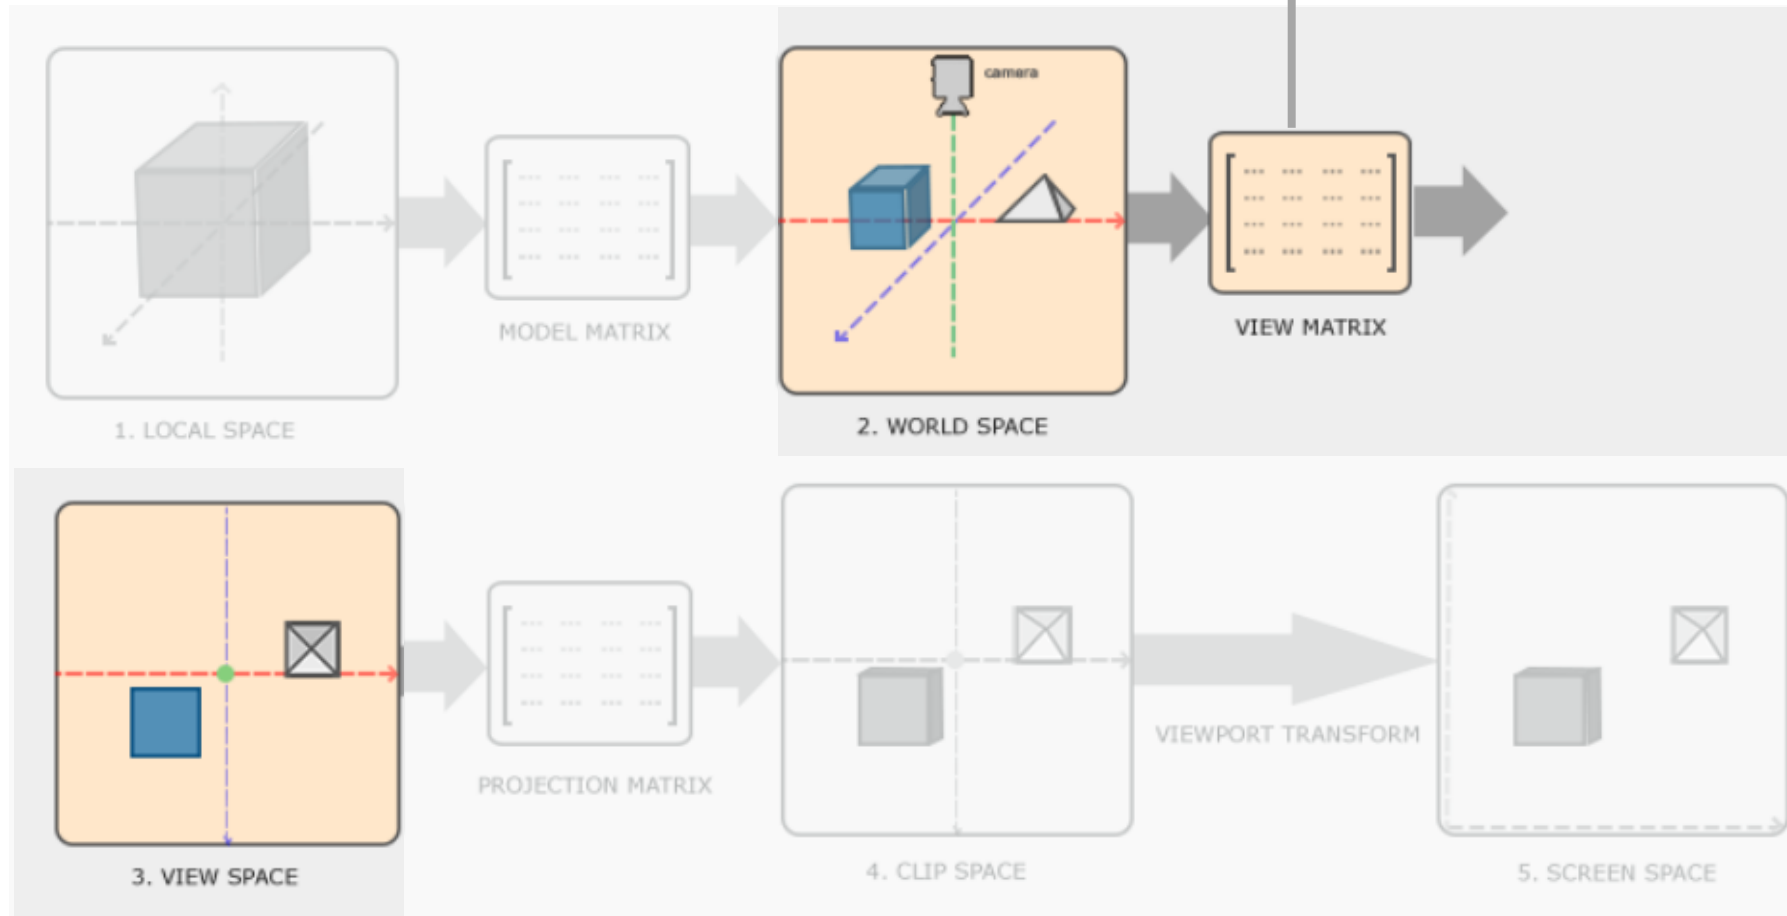 camera
MODEL MATRIX
VIEW MATRIX
1. LOCAL SPACE
2. WORLD SPACE
PROJECTION MATRIX
VIEWPORT TRANSFORM
3. VIEW SPACE
4. CLIP SPACE
5. SCREEN SPACE